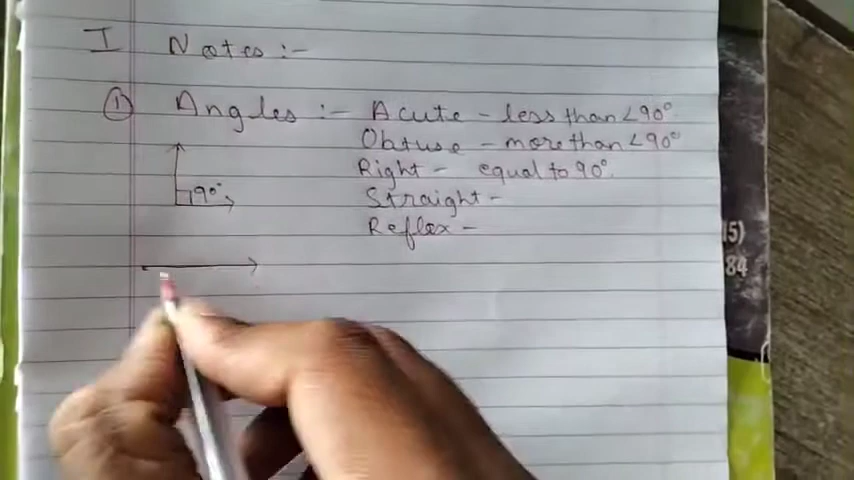 I Notes :-
① Angles :- Acute - less than <90°
Obtuse - more than <90°
Right - equal to 90°.
Straight -
Reflex -
90°
5)
84